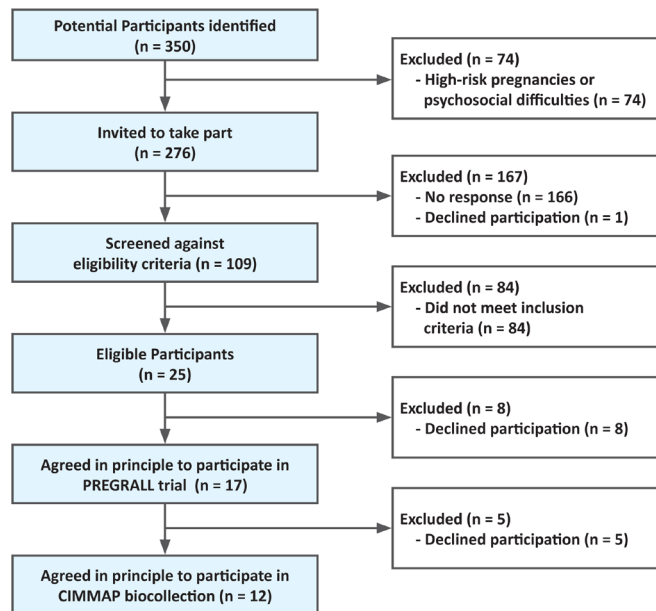 Potential Participants identified
(n = 350)
Excluded (n = 74)
- High-risk pregnancies or
psychosocial difficulties (n = 74)
Invited to take part
(n = 276)
Excluded (n = 167)
- No response (n = 166)
- Declined participation (n = 1)
Screened against
eligibility criteria (n = 109)
Excluded (n = 84)
- Did not meet inclusion
criteria (n = 84)
Eligible Participants
(n = 25)
Excluded (n = 8)
- Declined participation (n = 8)
Agreed in principle to participate in
PREGRALL trial (n = 17)
Excluded (n = 5)
- Declined participation (n = 5)
Agreed in principle to participate in
CIMMAP biocollection (n = 12)